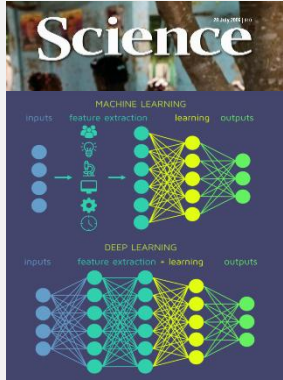 Science
MACHINE LEARNING
inputs feature extraction learning outputs
DEEP LEARNING
inputs feature extraction + learning outputs